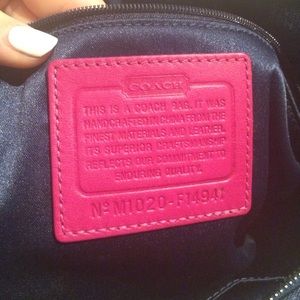 COACH
THIS IS A COACH BAG. IT WAS
HANDCRAFTED IN CHINA FROM THE
FINEST MATERIALS AND LEATHER.
ITS SUPERIOR CRAFTSMANSHIP
REFLECTS OUR COMMITMENT TO
ENDURING QUALITY.
Nº M1020-F14941